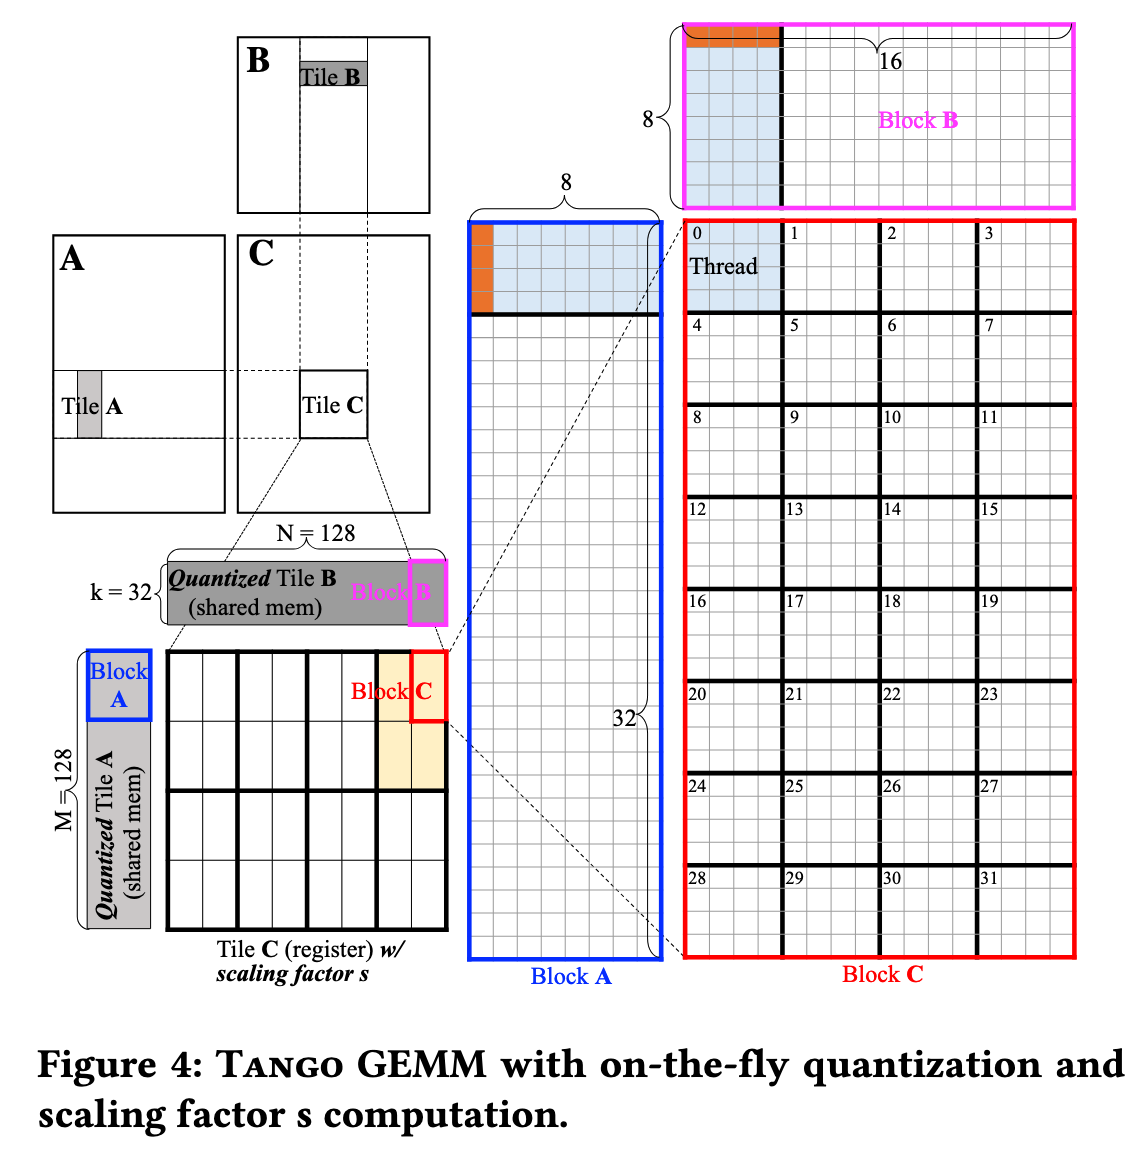 B
Tile B
A
C
Tile A
Tile C
N = 128
k = 32
Quantized Tile B
(shared mem)
Block B
Block
A
Quantized Tile A
(shared mem)
M = 128
Block C
Tile C (register) w/
scaling factor s
8
32
Block A
16
8
Block B
0 1 2 3
Thread
4 5 6 7
8 9 10 11
12 13 14 15
16 17 18 19
20 21 22 23
24 25 26 27
28 29 30 31
Block C
Figure 4: TANGO GEMM with on-the-fly quantization and
scaling factor s computation.